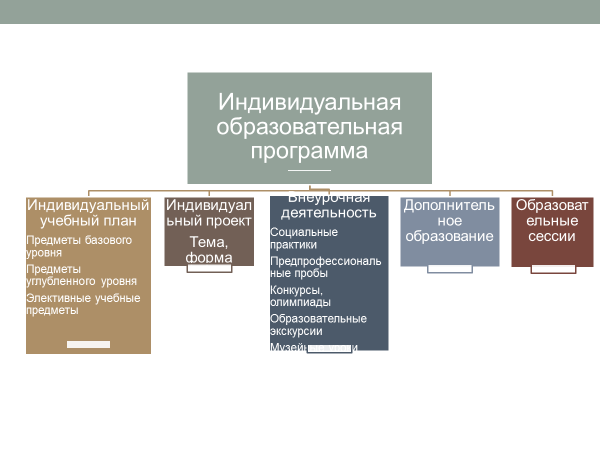 Индивидуальная
образовательная
программа
Индивидуальный
учебный план
Предметы базового
уровня
Предметы
углубленного уровня
Элективные учебные
предметы
Индивидуал
ьный проект
Тема,
форма
Внеурочная
деятельность
Социальные
практики
Предпрофессиональ
ные пробы
Конкурсы,
олимпиады
Образовательные
экскурсии
Дополнитель
ное
образование
Образоват
ельные
сессии